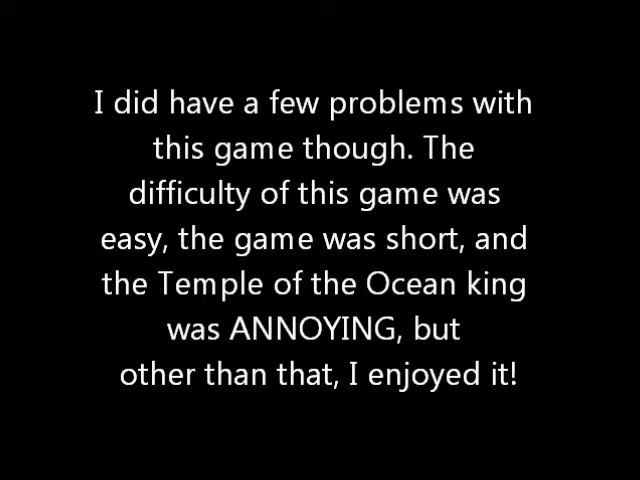 I did have a few problems with
this game though. The
difficulty of this game was
easy, the game was short, and
the Temple of the Ocean king
was ANNOYING, but
other than that, I enjoyed it!